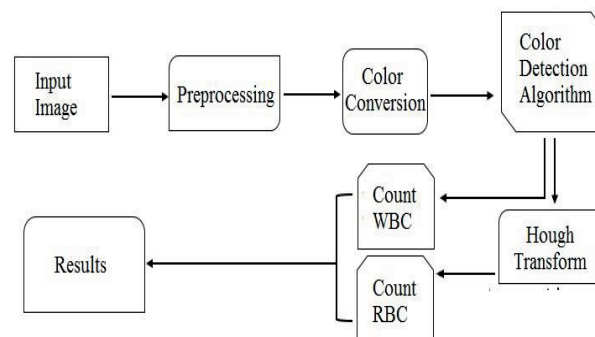 Input
Image
Preprocessing
Color
Conversion
Color
Detection
Algorithm
Count
WBC
Hough
Transform
Count
RBC
Results